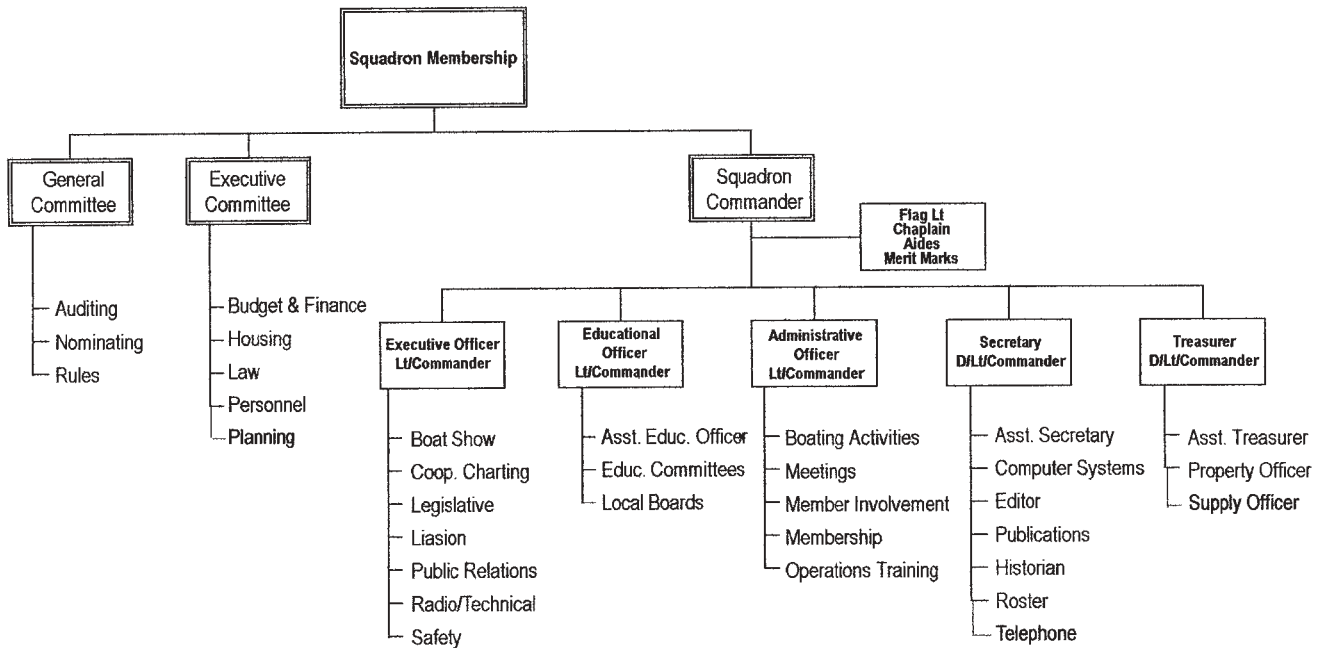 Squadron Membership
General
Committee
Executive
Committee
Squadron
Commander
Flag Lt
Chaplain
Aides
Merit Marks
Auditing
Nominating
Rules
Budget & Finance
Housing
Law
Personnel
Planning
Executive Officer
Lt/Commander
Boat Show
Coop. Charting
Legislative
Liasion
Public Relations
Radio/Technical
Safety
Educational
Officer
Lt/Commander
Asst. Educ. Officer
Educ. Committees
Local Boards
Administrative
Officer
Lt/Commander
Boating Activities
Meetings
Member Involvement
Membership
Operations Training
Secretary
D/Lt/Commander
Asst. Secretary
Computer Systems
Editor
Publications
Historian
Roster
Telephone
Treasurer
D/Lt/Commander
Asst. Treasurer
Property Officer
Supply Officer